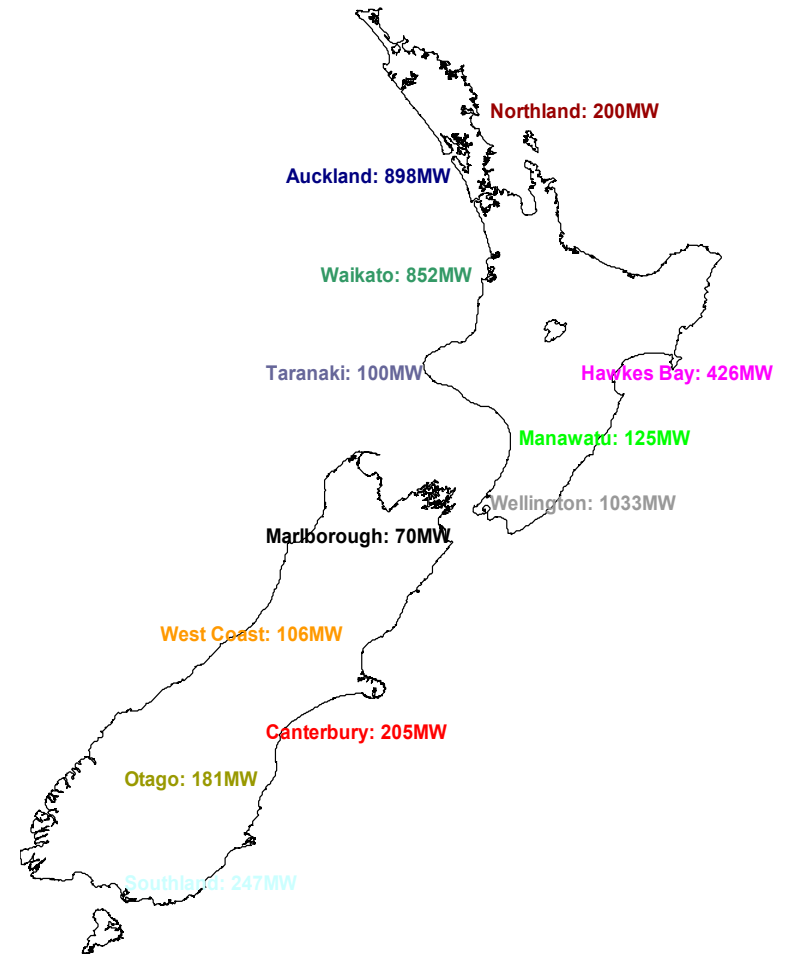 Northland: 200MW
Auckland: 898MW
Waikato: 852MW
Taranaki: 100MW
Hawkes Bay: 426MW
Manawatu: 125MW
Wellington: 1033MW
Marlborough: 70MW
West Coast: 106MW
Canterbury: 205MW
Otago: 181MW
Southland: 247MW